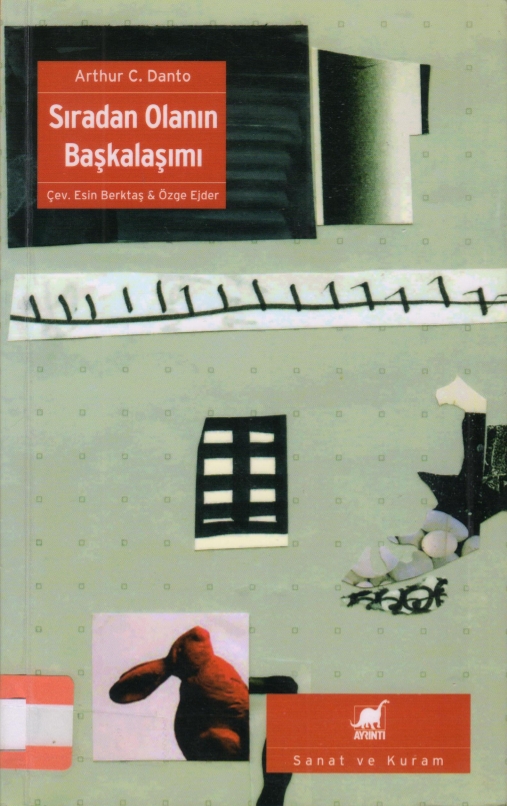 Arthur C. Danto
Sıradan Olanın
Başkalaşımı
Çev. Esin Berktaş & Özge Ejder
AYRINTI
Sanat ve Kuram